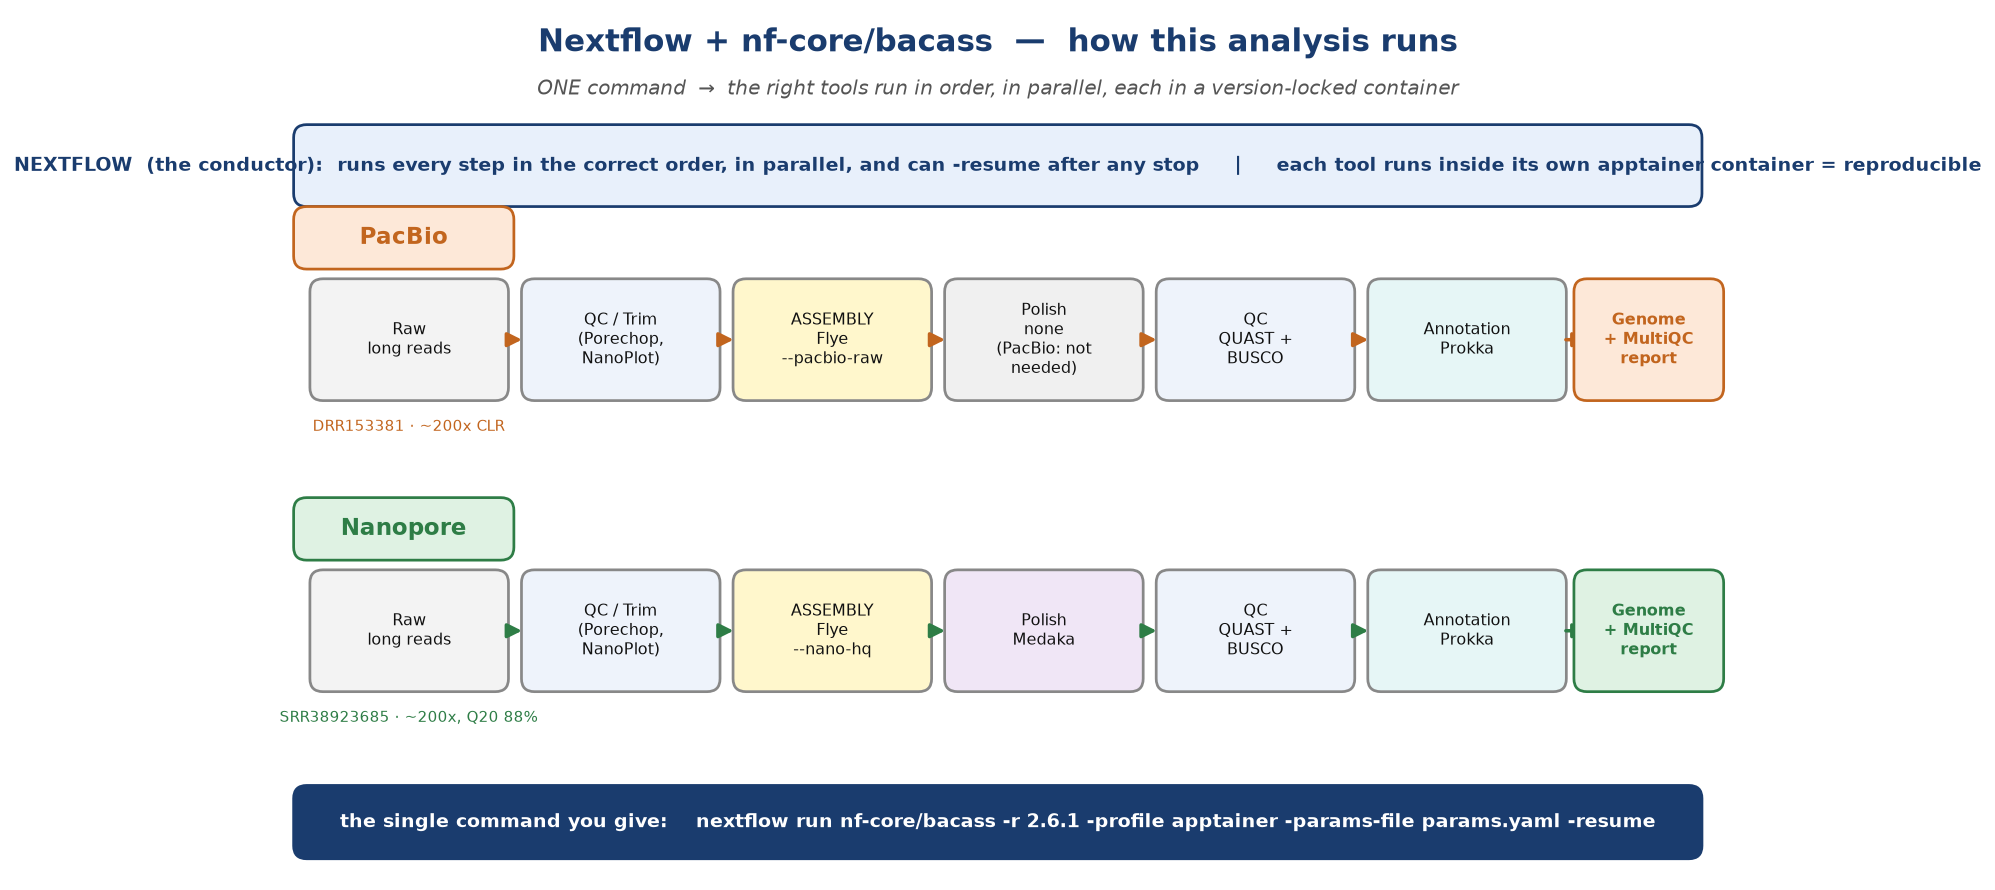 Nextflow + nf-core/bacass — how this analysis runs
ONE command → the right tools run in order, in parallel, each in a version-locked container
NEXTFLOW (the conductor): runs every step in the correct order, in parallel, and can -resume after any stop | each tool runs inside its own apptainer container = reproducible
PacBio
Raw
long reads
QC / Trim
(Porechop,
NanoPlot)
ASSEMBLY
Flye
--pacbio-raw
Polish
none
(PacBio: not
needed)
QC
QUAST +
BUSCO
Annotation
Prokka
Genome
+ MultiQC
report
DRR153381 · ~200x CLR
Nanopore
Raw
long reads
QC / Trim
(Porechop,
NanoPlot)
ASSEMBLY
Flye
--nano-hq
Polish
Medaka
QC
QUAST +
BUSCO
Annotation
Prokka
Genome
+ MultiQC
report
SRR38923685 · ~200x, Q20 88%
the single command you give: nextflow run nf-core/bacass -r 2.6.1 -profile apptainer -params-file params.yaml -resume